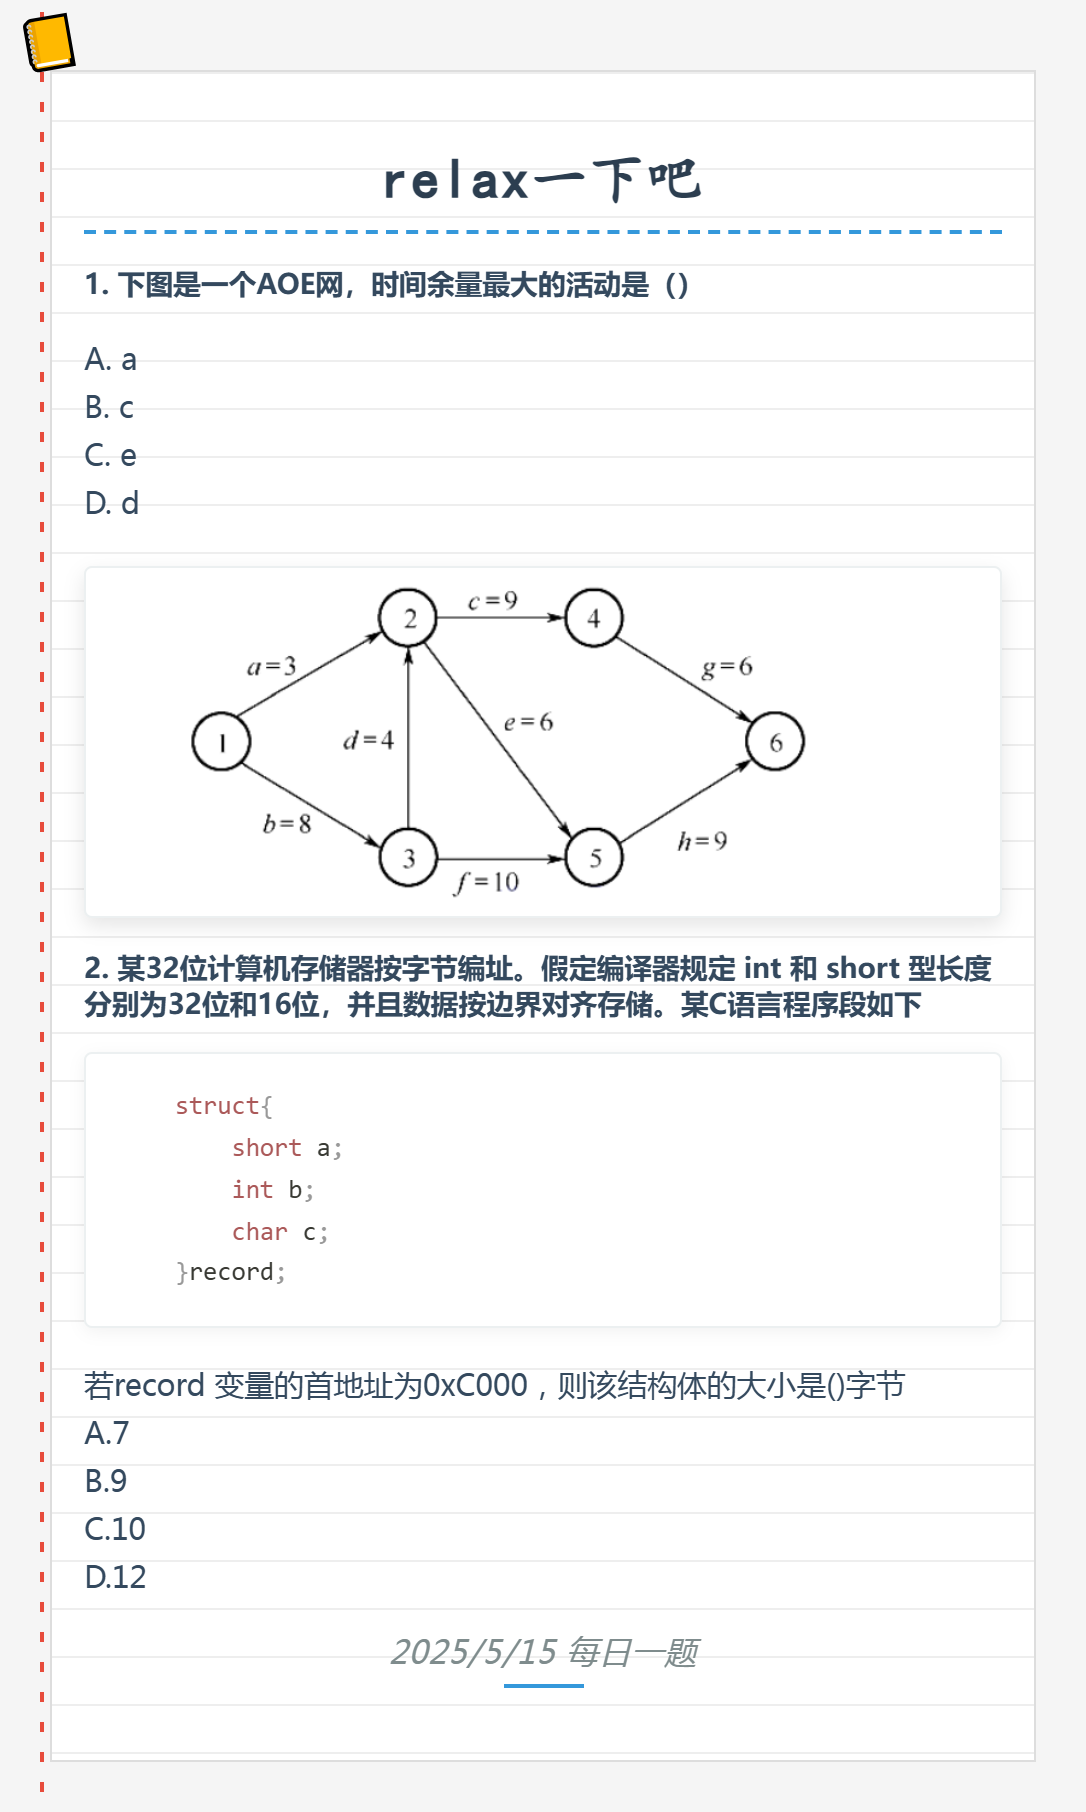 relax一下吧
1. 下图是一个AOE网，时间余量最大的活动是（）
A. a
B. c
C. e
D. d
c=9
2
4
a=3
g=6
e=6
1
d=4
6
b=8
h=9
3
5
f=10
2. 某32位计算机存储器按字节编址。假定编译器规定 int 和 short 型长度
分别为32位和16位，并且数据按边界对齐存储。某C语言程序段如下
struct{
short a;
int b;
char c;
}record;
若record 变量的首地址为0xC000，则该结构体的大小是()字节
A.7
B.9
C.10
D.12
2025/5/15 每日一题